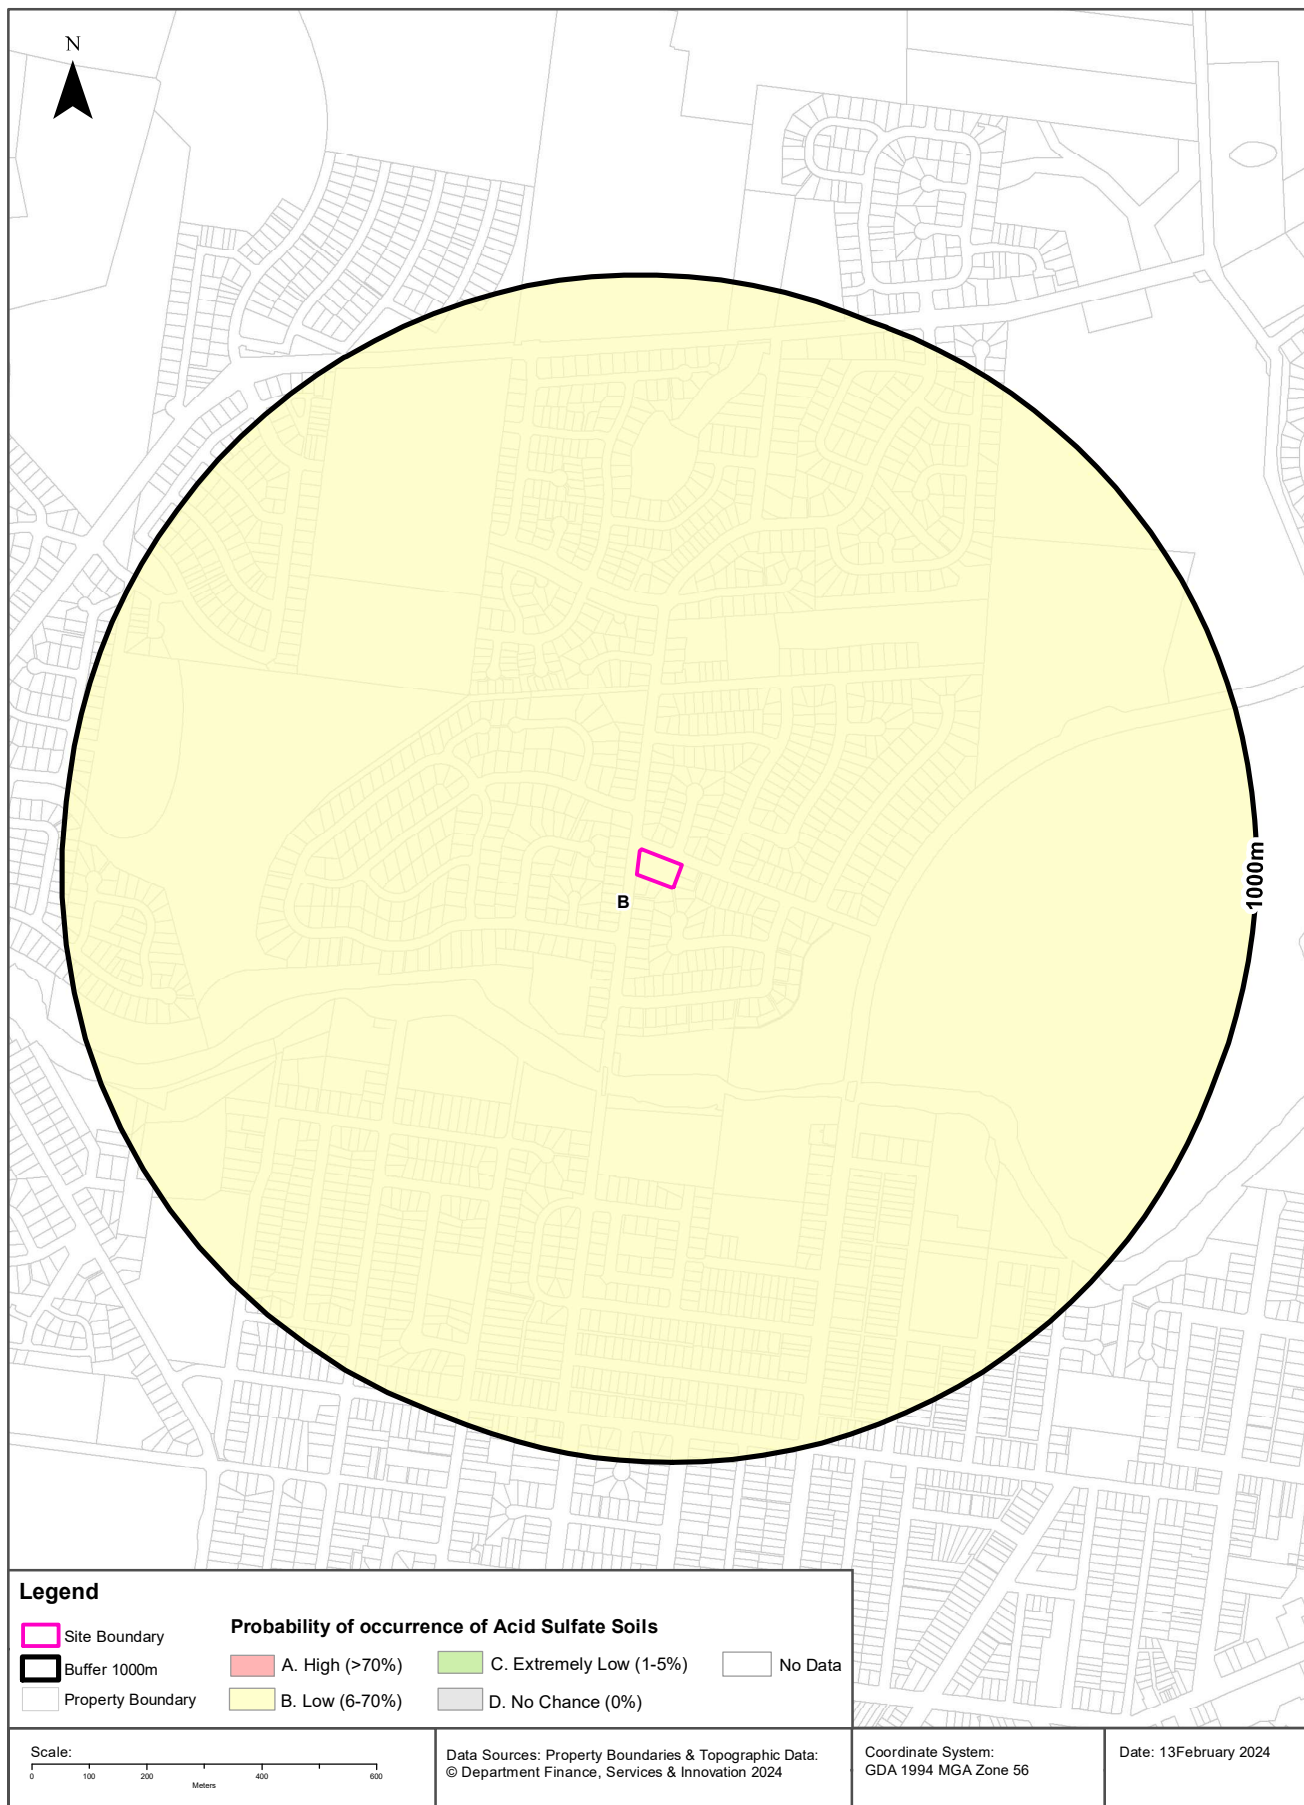 N
1000m
B
Legend
Site Boundary
Buffer 1000m
Property Boundary
Probability of occurrence of Acid Sulfate Soils
A. High (>70%)
B. Low (6-70%)
C. Extremely Low (1-5%)
D. No Chance (0%)
No Data
Scale:
0 100 200 400 600
Meters
Data Sources: Property Boundaries & Topographic Data:
© Department Finance, Services & Innovation 2024
Coordinate System:
GDA 1994 MGA Zone 56
Date: 13February 2024